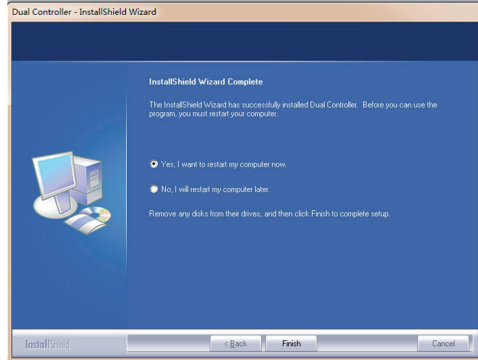 Dual Controller - InstallShield Wizard
InstallShield Wizard Complete
The InstallShield Wizard has successfully installed Dual Controller. Before you can use the
program, you must restart your computer.
Yes, I want to restart my computer now.
No, I will restart my computer later.
Remove any disks from their drives, and then click Finish to complete setup.
InstallShield
< Back
Finish
Cancel